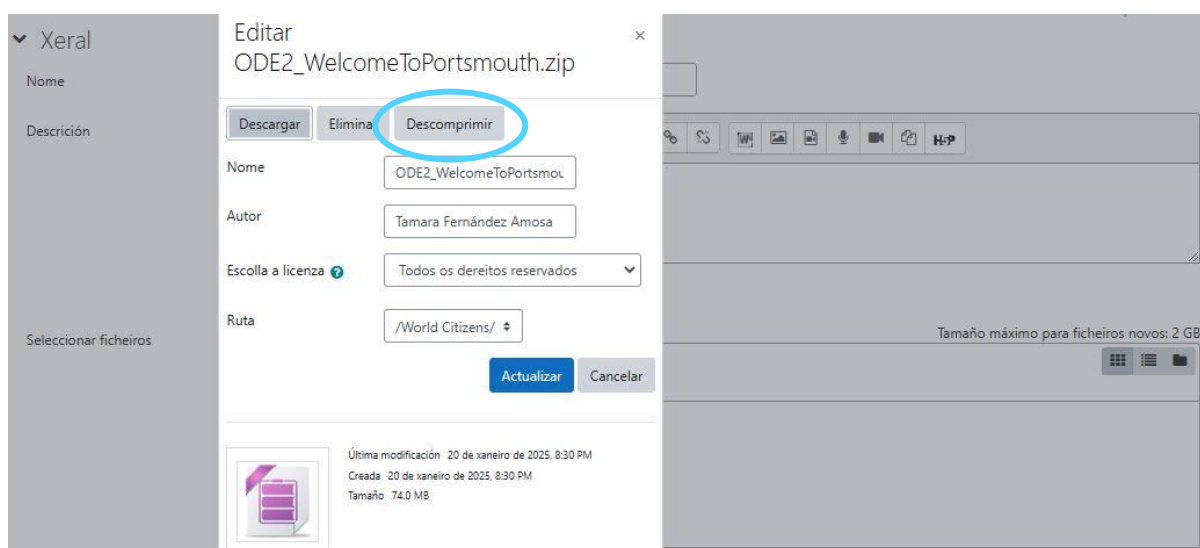 Xeral
Nome
Descrición
Seleccionar ficheiros
Editar
ODE2_WelcomeToPortsmouth.zip
×
Descargar Elimina Descomprimir
Nome ODE2_WelcomeToPortsmou
Autor Tamara Fernández Amosa
Escolla a licenza ? Todos os dereitos reservados
Ruta /World Citizens/
Actualizar Cancelar
Última modificación 20 de xaneiro de 2025, 8:30 PM
Creada 20 de xaneiro de 2025, 8:30 PM
Tamaño 74.0 MB
H-P
Tamaño máximo para ficheiros novos: 2 GB